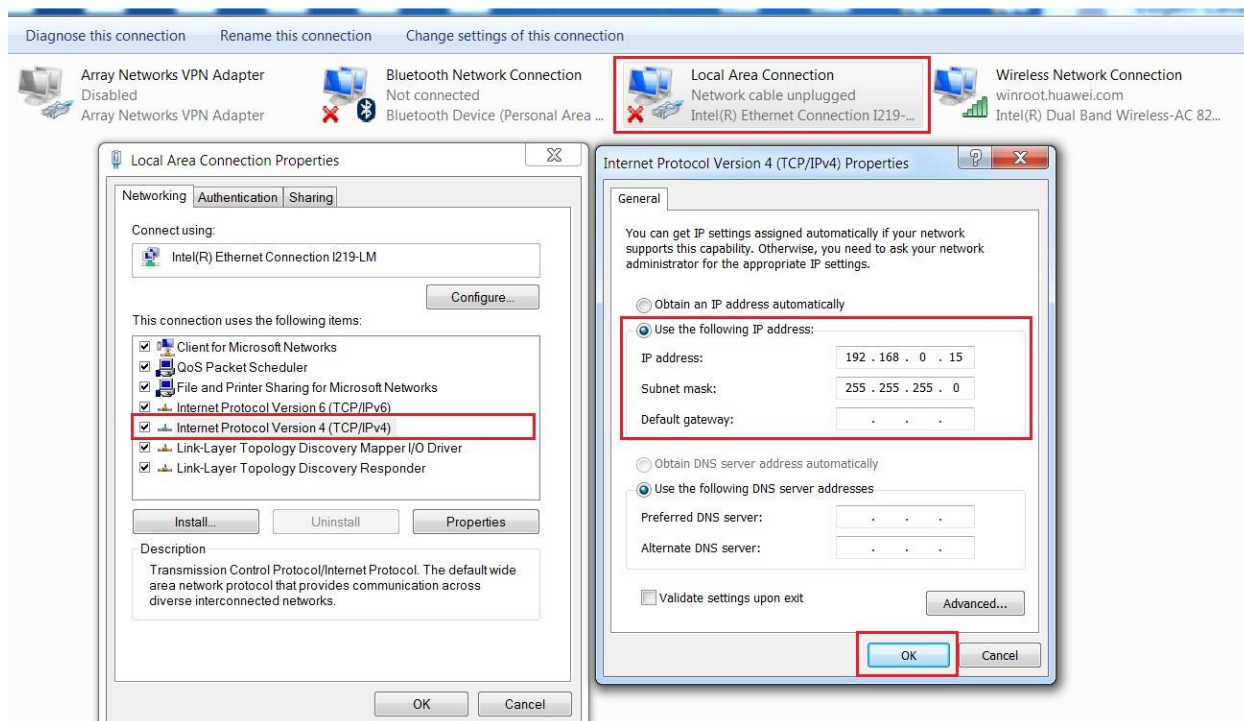 Diagnose this connection Rename this connection Change settings of this connection
Array Networks VPN Adapter
Disabled
Array Networks VPN Adapter
Bluetooth Network Connection
Not connected
Bluetooth Device (Personal Area ...
Local Area Connection
Network cable unplugged
Intel(R) Ethernet Connection I219-...
Wireless Network Connection
winroot.huawei.com
Intel(R) Dual Band Wireless-AC 82...
Local Area Connection Properties
Networking Authentication Sharing
Connect using:
Intel(R) Ethernet Connection I219-LM
Configure...
This connection uses the following items:
Client for Microsoft Networks
QoS Packet Scheduler
File and Printer Sharing for Microsoft Networks
Internet Protocol Version 6 (TCP/IPv6)
Internet Protocol Version 4 (TCP/IPv4)
Link-Layer Topology Discovery Mapper I/O Driver
Link-Layer Topology Discovery Responder
Install... Uninstall Properties
Description
Transmission Control Protocol/Internet Protocol. The default wide
area network protocol that provides communication across
diverse interconnected networks.
OK Cancel
Internet Protocol Version 4 (TCP/IPv4) Properties
General
You can get IP settings assigned automatically if your network
supports this capability. Otherwise, you need to ask your network
administrator for the appropriate IP settings.
Obtain an IP address automatically
Use the following IP address:
IP address: 192 . 168 . 0 . 15
Subnet mask: 255 . 255 . 255 . 0
Default gateway: . . .
Obtain DNS server address automatically
Use the following DNS server addresses
Preferred DNS server: . . .
Alternate DNS server: . . .
Validate settings upon exit
Advanced...
OK Cancel